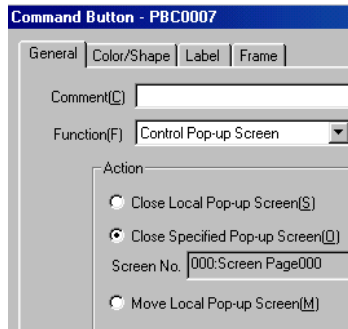 Command Button - PBC0007
General Color/Shape Label Frame
Comment(C)
Function(F) Control Pop-up Screen
Action
Close Local Pop-up Screen(S)
Close Specified Pop-up Screen(O)
Screen No. 000:Screen Page000
Move Local Pop-up Screen(M)